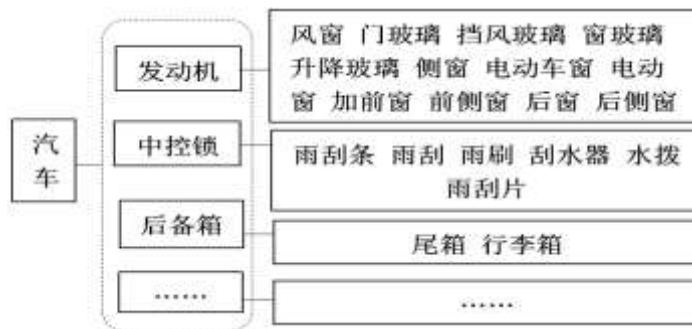 汽车
发动机
风窗 门玻璃 挡风玻璃 窗玻璃
升降玻璃 侧窗 电动车窗 电动
窗 加前窗 前侧窗 后窗 后侧窗
中控锁
雨刮条 雨刮 雨刷 刮水器 水拨
雨刮片
后备箱
尾箱 行李箱
……
……